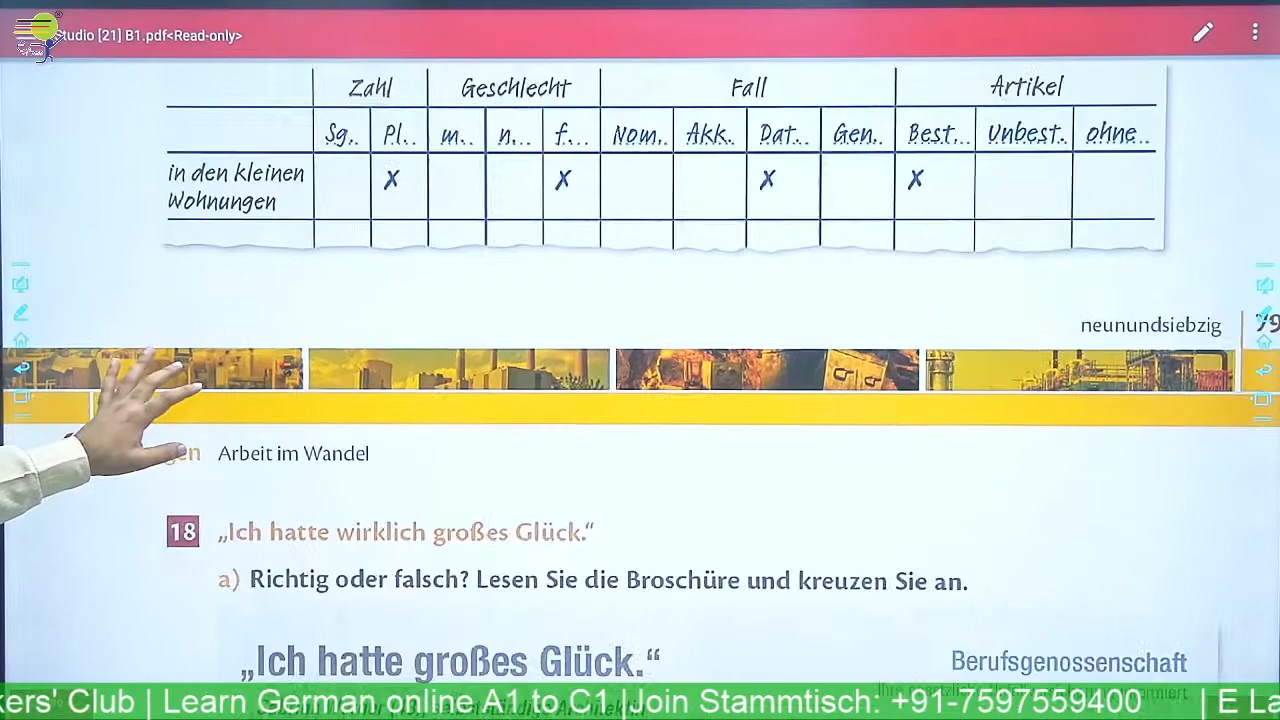 tudio [21] B1.pdf<Read-only>
Zahl Geschlecht Fall Artikel
Sg.. Pl.. m.. n... f... Nom.. Akk.. Dat.. Gen.. Best... Unbest.. ohne..
in den kleinen
Wohnungen X X X X
neunundsiebzig 79
gen Arbeit im Wandel
18 „Ich hatte wirklich großes Glück.“
a) Richtig oder falsch? Lesen Sie die Broschüre und kreuzen Sie an.
„Ich hatte großes Glück.“ Berufsgenossenschaft
kers' Club | Learn German online A1 to C1 | Join Stammtisch: +91-7597559400 | E La